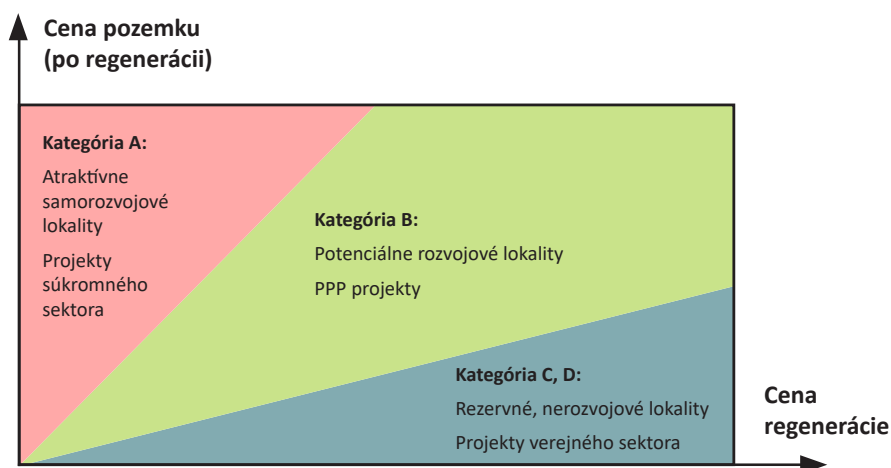 Cena pozemku
(po regenerácii)
Kategória A:
Atraktívne
samorozvojové
lokality
Projekty
súkromného
sektora
Kategória B:
Potenciálne rozvojové lokality
PPP projekty
Kategória C, D:
Rezervné, nerozvojové lokality
Projekty verejného sektora
Cena
regenerácie